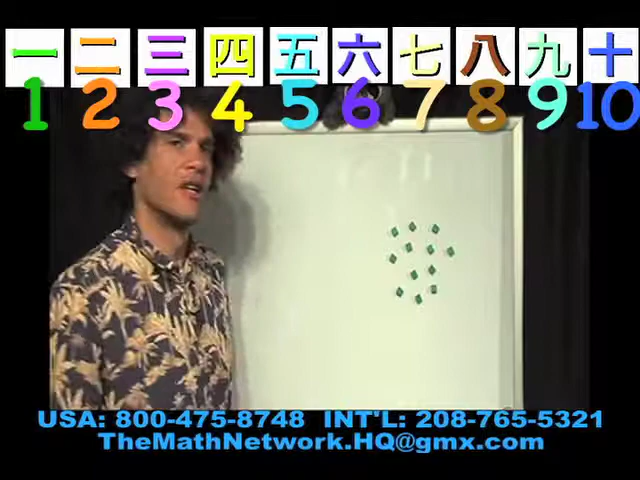 一 二 三 四 五 六 七 八 九 十
1 2 3 4 5 6 7 8 9 10
USA: 800-475-8748 INT'L: 208-765-5321
TheMathNetwork.HQ@gmx.com